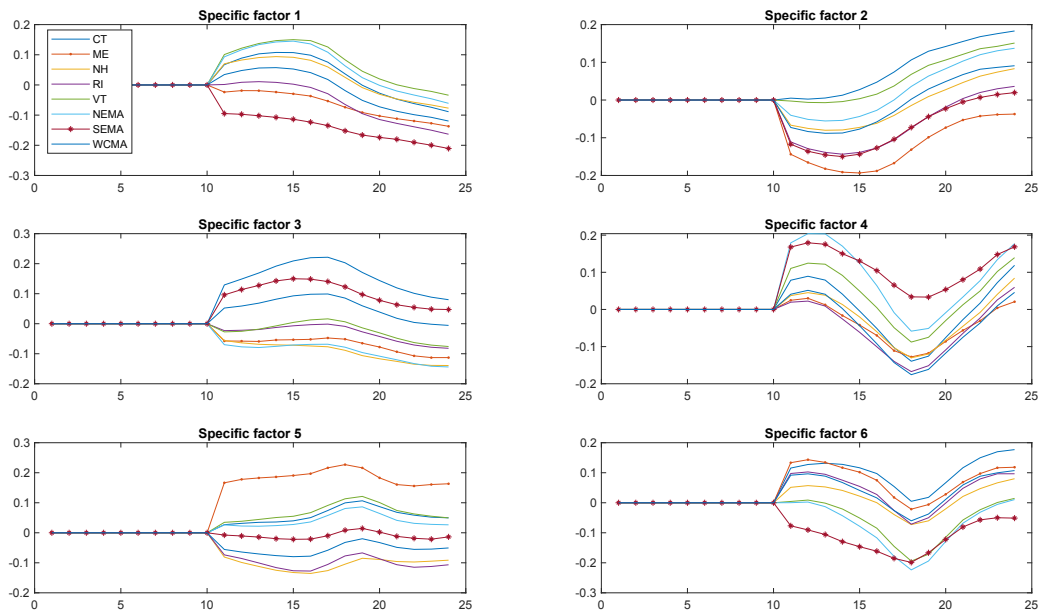 Specific factor 1
0.2
0.1
0
-0.1
-0.2
-0.3
CT
ME
NH
RI
VT
NEMA
SEMA
WCMA
0 5 10 15 20 25
Specific factor 2
0.2
0.1
0
-0.1
-0.2
0 5 10 15 20 25
Specific factor 3
0.3
0.2
0.1
0
-0.1
-0.2
0 5 10 15 20 25
Specific factor 4
0.2
0.1
0
-0.1
-0.2
0 5 10 15 20 25
Specific factor 5
0.3
0.2
0.1
0
-0.1
-0.2
0 5 10 15 20 25
Specific factor 6
0.2
0.1
0
-0.1
-0.2
-0.3
0 5 10 15 20 25